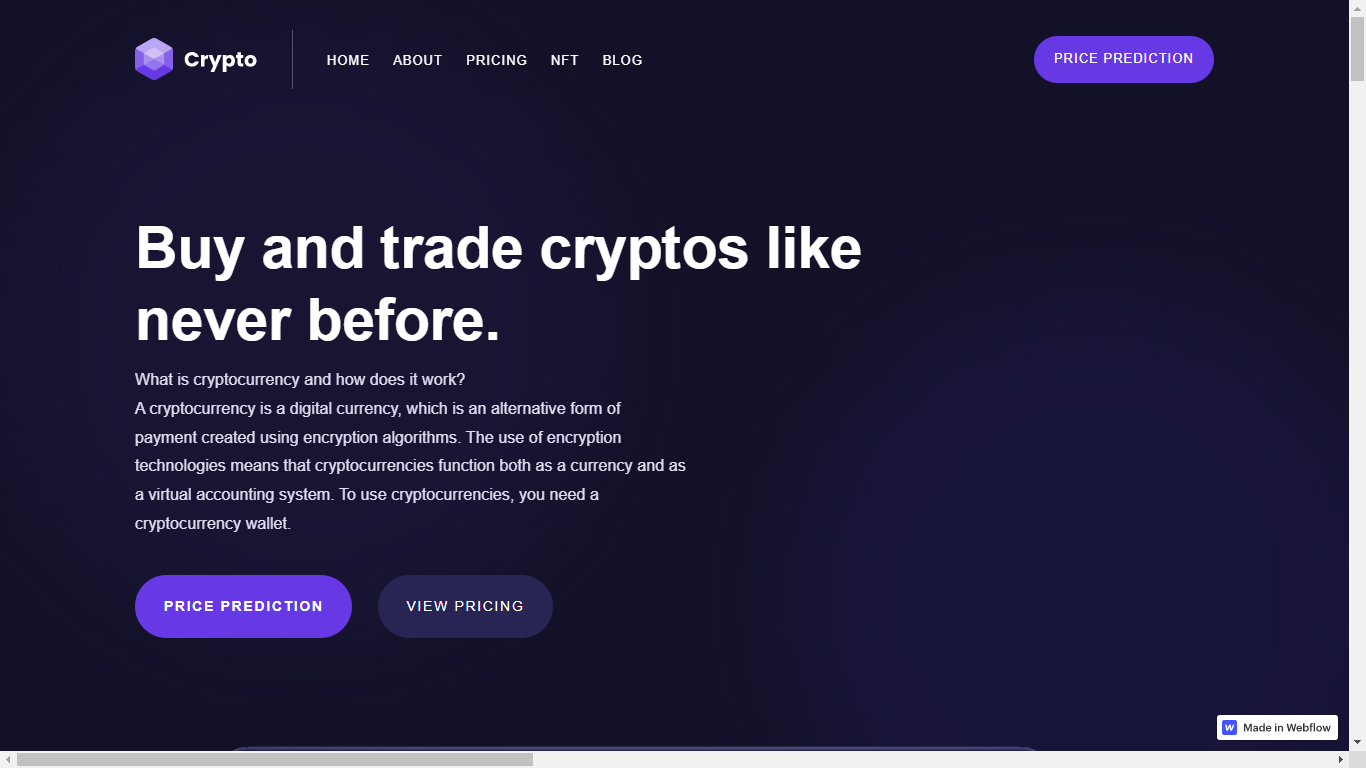 Crypto
HOME
ABOUT
PRICING
NFT
BLOG
PRICE PREDICTION
Buy and trade cryptos like
never before.
What is cryptocurrency and how does it work?
A cryptocurrency is a digital currency, which is an alternative form of
payment created using encryption algorithms. The use of encryption
technologies means that cryptocurrencies function both as a currency and as
a virtual accounting system. To use cryptocurrencies, you need a
cryptocurrency wallet.
PRICE PREDICTION
VIEW PRICING
Made in Webflow